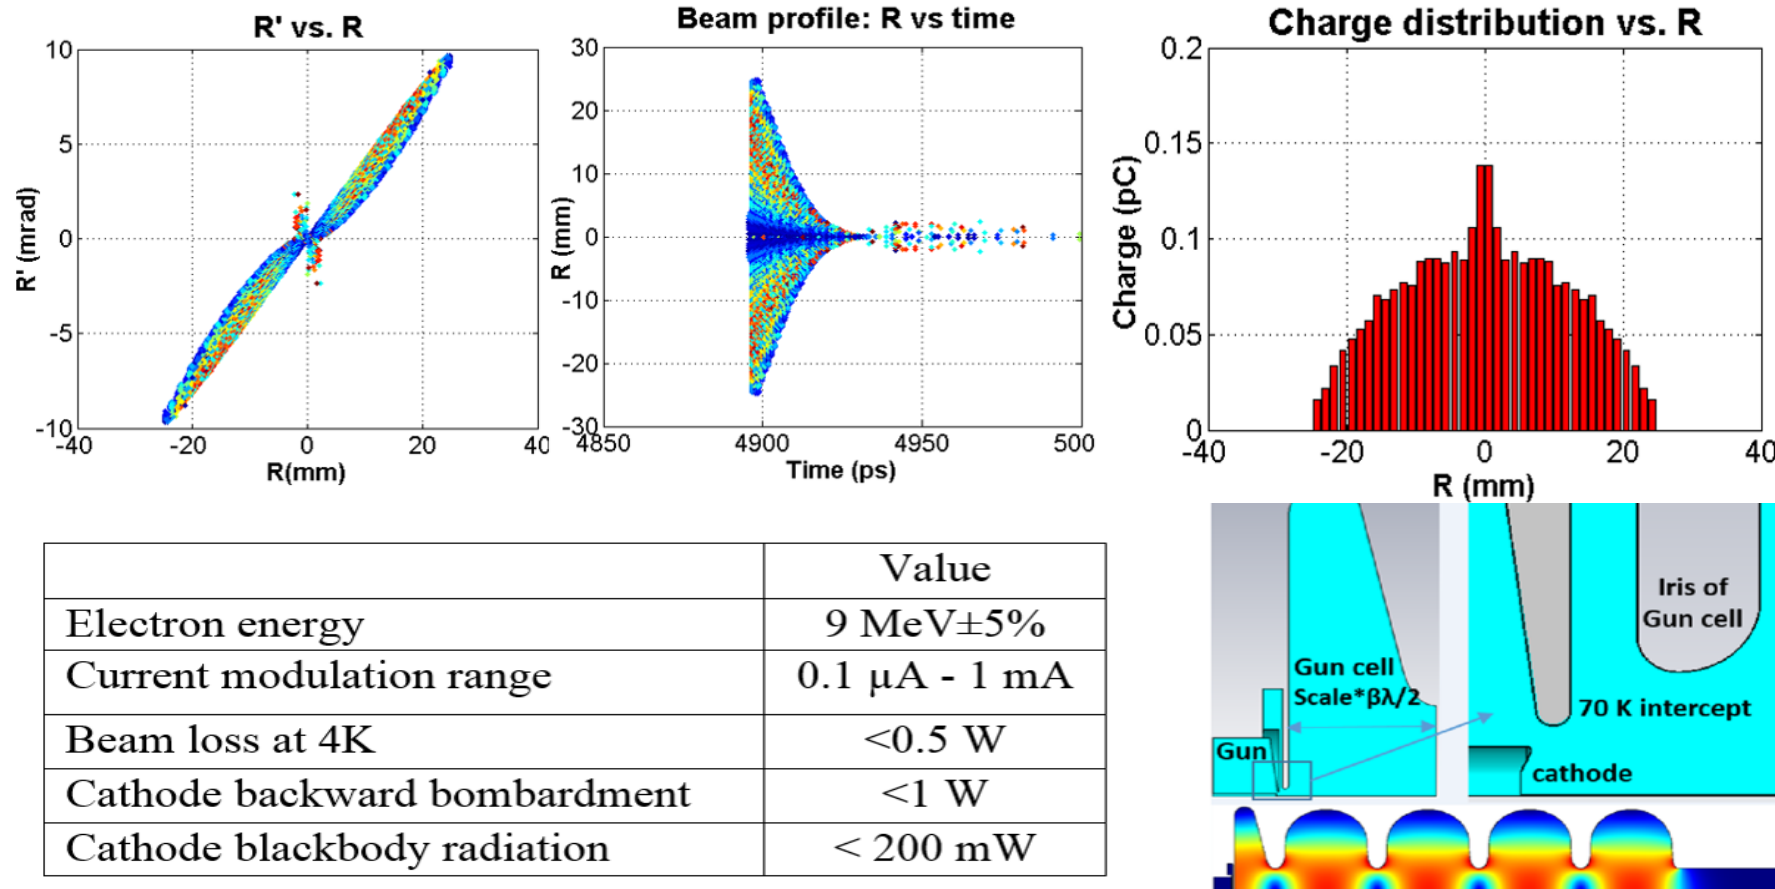 R' vs. R
10
5
0
-5
-10
-40
-20
0
20
40
R' (mrad)
R(mm)
Beam profile: R vs time
30
20
10
0
-10
-20
-30
4850
4900
4950
500
R (mm)
Time (ps)
Charge distribution vs. R
0.2
0.15
0.1
0.05
0
-40
-20
0
20
40
Charge (pC)
R (mm)
Value
Electron energy 9 MeV±5%
Current modulation range 0.1 μA - 1 mA
Beam loss at 4K <0.5 W
Cathode backward bombardment <1 W
Cathode blackbody radiation < 200 mW
Gun cell
Scale*βλ/2
Gun
Iris of
Gun cell
70 K intercept
cathode